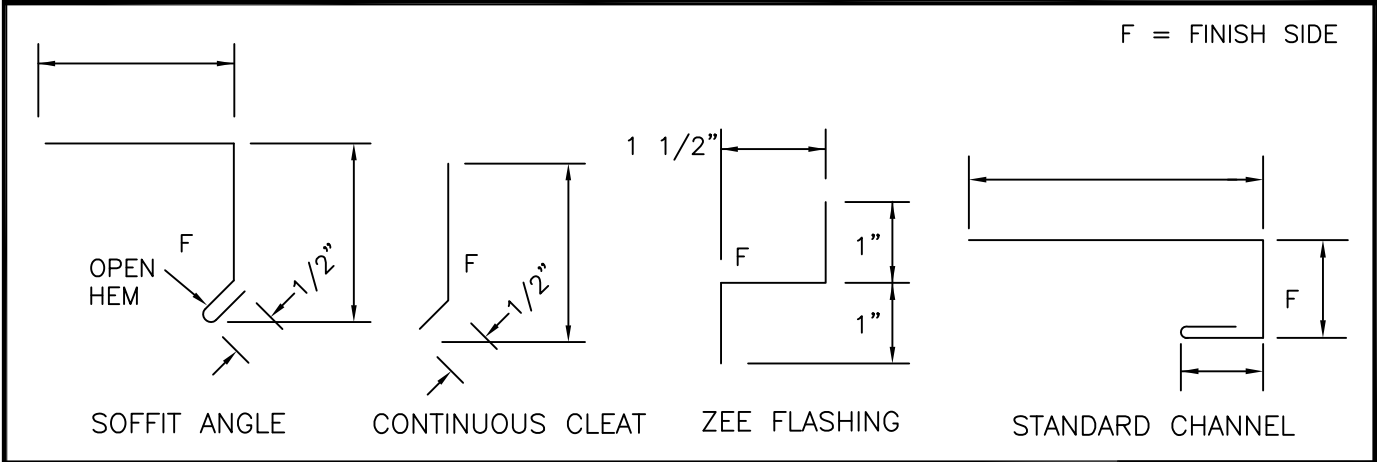 F = FINISH SIDE
F
OPEN
HEM
1/2”
SOFFIT ANGLE
F
1/2”
CONTINUOUS CLEAT
1 1/2”
F
1”
1”
ZEE FLASHING
F
STANDARD CHANNEL